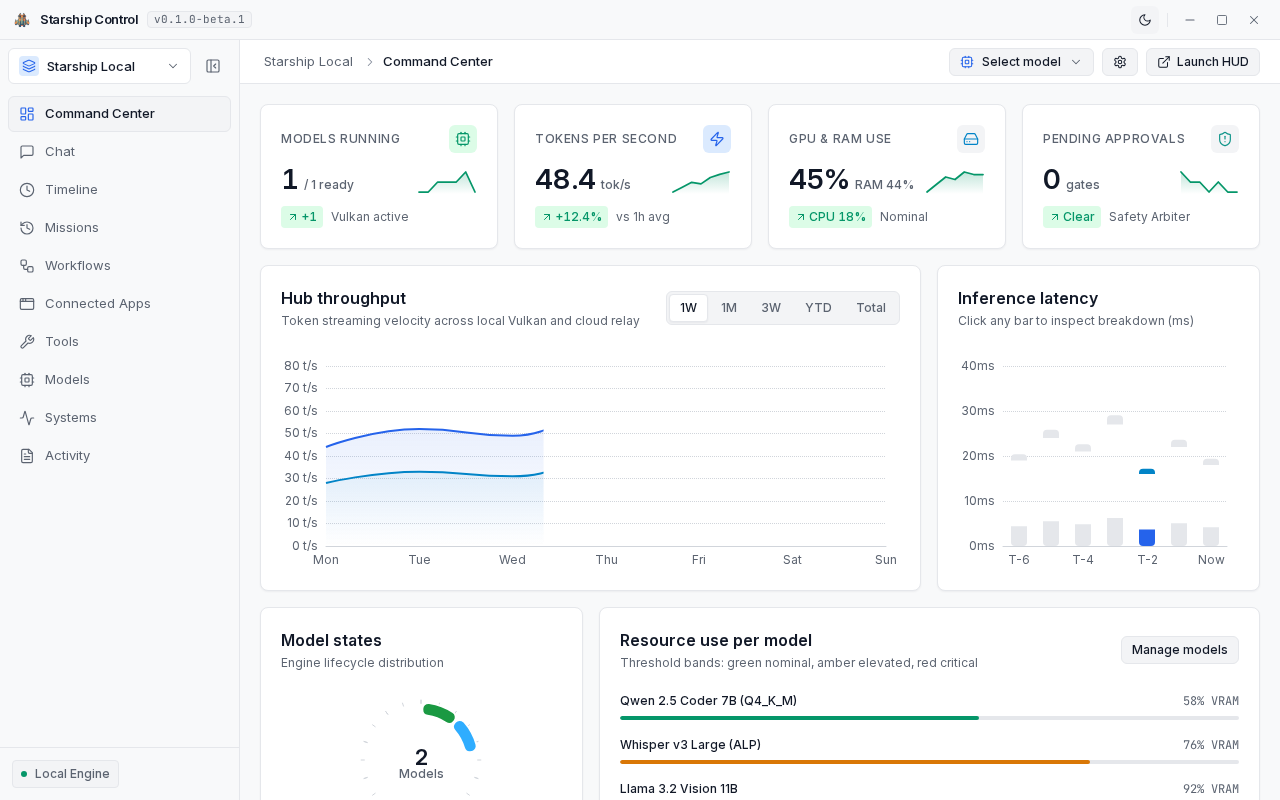 Starship Control v0.1.0-beta.1
Starship Local
Command Center
Chat
Timeline
Missions
Workflows
Connected Apps
Tools
Models
Systems
Activity
Local Engine
Starship Local Command Center
Select model
Launch HUD
MODELS RUNNING
1 / 1 ready
+1 Vulkan active
TOKENS PER SECOND
48.4 tok/s
+12.4% vs 1h avg
GPU & RAM USE
45% RAM 44%
CPU 18% Nominal
PENDING APPROVALS
0 gates
Clear Safety Arbiter
Hub throughput
Token streaming velocity across local Vulkan and cloud relay
1W 1M 3W YTD Total
80 t/s
70 t/s
60 t/s
50 t/s
40 t/s
30 t/s
20 t/s
10 t/s
0 t/s
Mon Tue Wed Thu Fri Sat Sun
Inference latency
Click any bar to inspect breakdown (ms)
40ms
30ms
20ms
10ms
0ms
T-6 T-4 T-2 Now
Model states
Engine lifecycle distribution
2
Models
Resource use per model
Threshold bands: green nominal, amber elevated, red critical
Manage models
Qwen 2.5 Coder 7B (Q4_K_M) 58% VRAM
Whisper v3 Large (ALP) 76% VRAM
Llama 3.2 Vision 11B 92% VRAM